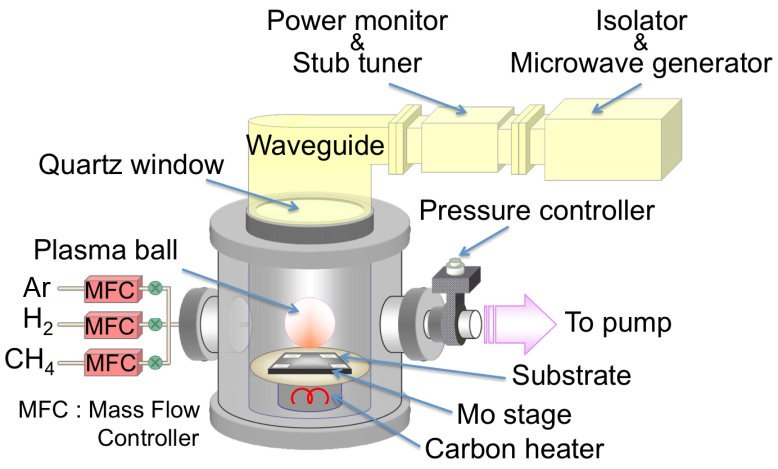 Power monitor
&
Stub tuner
Isolator
&
Microwave generator
Waveguide
Quartz window
Pressure controller
Plasma ball
Ar
MFC
H2
MFC
To pump
CH4
MFC
Substrate
MFC : Mass Flow
Controller
Mo stage
Carbon heater